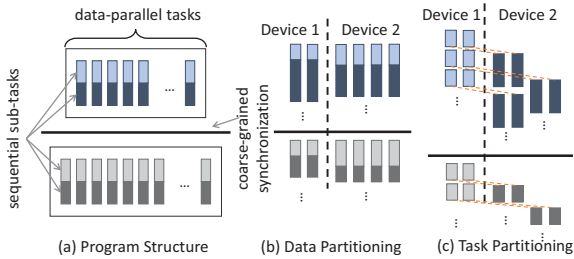 data-parallel tasks
sequential sub-tasks
...
...
(a) Program Structure
coarse-grained
synchronization
Device 1
Device 2
...
...
...
...
(b) Data Partitioning
Device 1
Device 2
...
...
...
...
(c) Task Partitioning